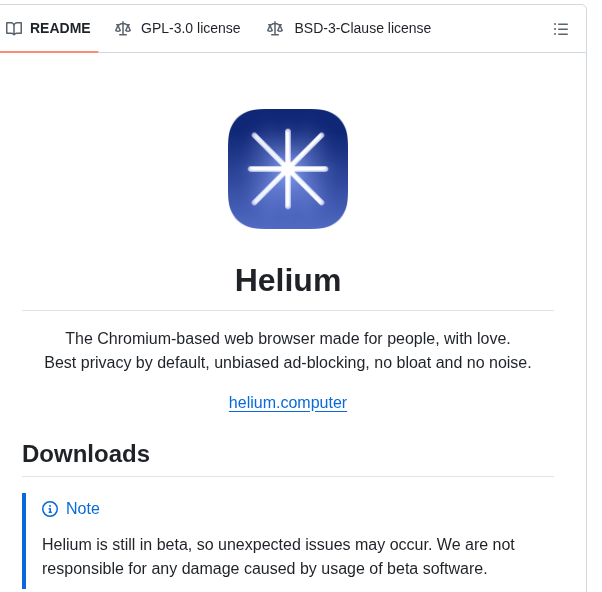 README
GPL-3.0 license
BSD-3-Clause license
Helium
The Chromium-based web browser made for people, with love.
Best privacy by default, unbiased ad-blocking, no bloat and no noise.
helium.computer
Downloads
Note
Helium is still in beta, so unexpected issues may occur. We are not
responsible for any damage caused by usage of beta software.